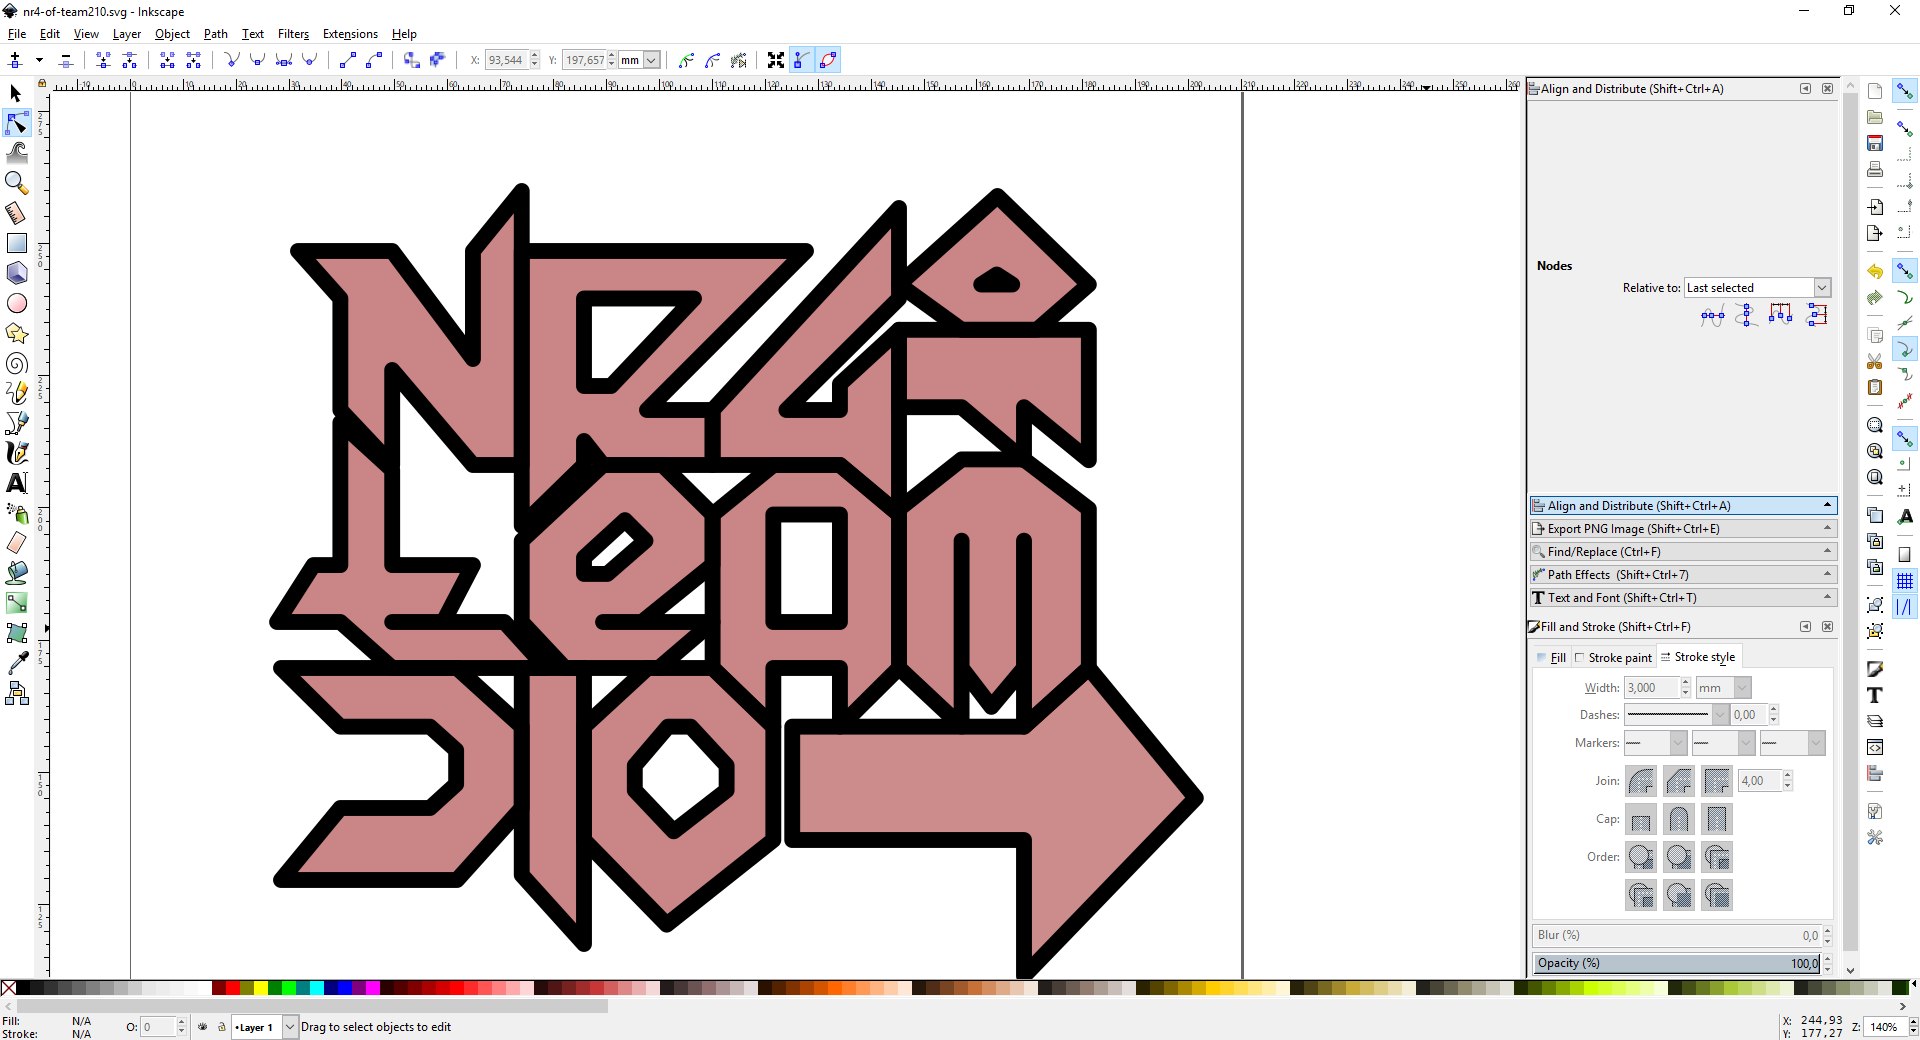 nr4-of-team210.svg - Inkscape
File Edit View Layer Object Path Text Filters Extensions Help
X: 93,544 Y: 197,657 mm
Align and Distribute (Shift+Ctrl+A)
Nodes
Relative to: Last selected
Align and Distribute (Shift+Ctrl+A)
Export PNG Image (Shift+Ctrl+E)
Find/Replace (Ctrl+F)
Path Effects (Shift+Ctrl+7)
Text and Font (Shift+Ctrl+T)
Fill and Stroke (Shift+Ctrl+F)
Fill Stroke paint Stroke style
Width: 3,000 mm
Dashes: 0,00
Markers:
Join: 4,00
Cap:
Order:
Blur (%) 0,0
Opacity (%) 100,0
NR4
team
210
Fill: N/A
Stroke: N/A
O: 0
•Layer 1
Drag to select objects to edit
X: 244,93
Y: 177,27
Z: 140%